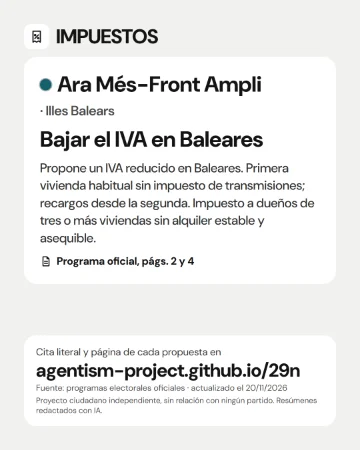 IMPUESTOS
Ara Més-Front Ampli
· Illes Balears
Bajar el IVA en Baleares
Propone un IVA reducido en Baleares. Primera
vivienda habitual sin impuesto de transmisiones;
recargos desde la segunda. Impuesto a dueños de
tres o más viviendas sin alquiler estable y
asequible.
Programa oficial, págs. 2 y 4
Cita literal y página de cada propuesta en
agentism-project.github.io/29n
Fuente: programas electorales oficiales · actualizado el 20/11/2026
Proyecto ciudadano independiente, sin relación con ningún partido. Resúmenes
redactados con IA.